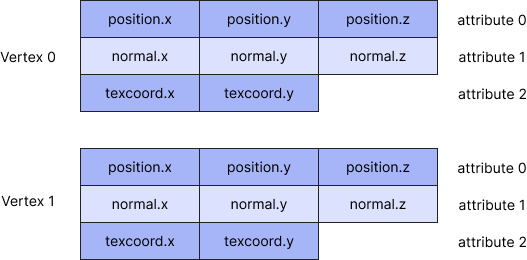 position.x position.y position.z attribute 0
Vertex 0 normal.x normal.y normal.z attribute 1
texcoord.x texcoord.y attribute 2
position.x position.y position.z attribute 0
Vertex 1 normal.x normal.y normal.z attribute 1
texcoord.x texcoord.y attribute 2